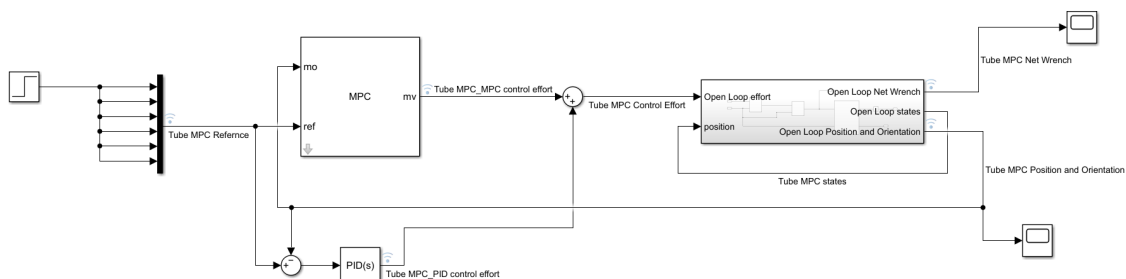 Tube MPC Net Wrench
mo
MPC
mv
Tube MPC_MPC control effort
ref
Tube MPC Refernce
Tube MPC Control Effort
Open Loop effort
Open Loop Net Wrench
Open Loop states
position
Open Loop Position and Orientation
Tube MPC states
Tube MPC Position and Orientation
PID(s)
Tube MPC_PID control effort